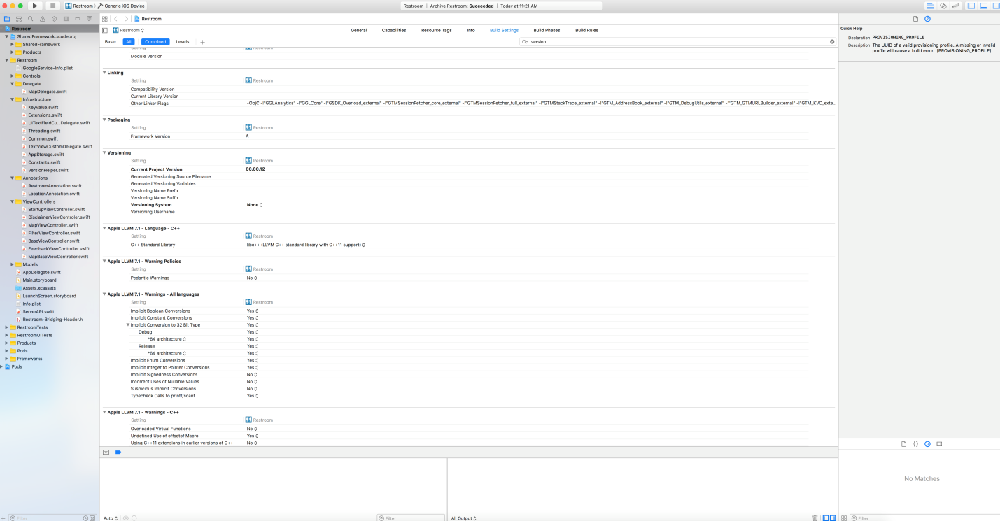 Restroom Generic iOS Device
Restroom | Archive Restroom: Succeeded | Today at 11:21 AM
Restroom
SharedFramework.xcodeproj
SharedFramework
Products
Restroom
GoogleService-Info.plist
Controls
Delegate
MapDelegate.swift
Infrastructure
KeyValue.swift
Extensions.swift
UITextFieldCu...Delegate.swift
Threading.swift
Common.swift
TextViewCustomDelegate.swift
AppStorage.swift
Constants.swift
VersionHelper.swift
Annotations
RestroomAnnotation.swift
LocationAnnotation.swift
ViewControllers
StartupViewController.swift
DisclaimerViewControler.swift
MapViewController.swift
FilterViewController.swift
BaseViewController.swift
FeedbackViewController.swift
MapBaseViewController.swift
Models
AppDelegate.swift
Main.storyboard
Assets.xcassets
LaunchScreen.storyboard
Info.plist
ServerAPI.swift
Restroom-Bridging-Header.h
RestroomTests
RestroomUITests
Products
Pods
Frameworks
Pods
Filter
Restroom
Restroom General Capabilities Resource Tags Info Build Settings Build Phases Build Rules
Basic All Combined Levels + version
Setting Restroom
Module Version
Linking
Setting Restroom
Compatibility Version
Current Library Version
Other Linker Flags -ObjC -l"GGLAnalytics" -l"GGLCore" -l"GSDK_Overload_external" -l"GTMSessionFetcher_core_external" -l"GTMSessionFetcher_full_external" -l"GTMStackTrace_external" -l"GTM_AddressBook_external" -l"GTM_DebugUtils_external" -l"GTM_GTMURLBuilder_external" -l"GTM_KVO_exte...
Packaging
Setting Restroom
Framework Version A
Versioning
Setting Restroom
Current Project Version 00.00.12
Generated Versioning Source Filename
Generated Versioning Variables
Versioning Name Prefix
Versioning Name Suffix
Versioning System None
Versioning Username
Apple LLVM 7.1 - Language - C++
Setting Restroom
C++ Standard Library libc++ (LLVM C++ standard library with C++11 support)
Apple LLVM 7.1 - Warning Policies
Setting Restroom
Pedantic Warnings No
Apple LLVM 7.1 - Warnings - All languages
Setting Restroom
Implicit Boolean Conversions Yes
Implicit Constant Conversions Yes
Implicit Conversion to 32 Bit Type Yes
Debug Yes
*64 architecture Yes
Release Yes
*64 architecture Yes
Implicit Enum Conversions Yes
Implicit Integer to Pointer Conversions Yes
Implicit Signedness Conversions No
Incorrect Uses of Nullable Values No
Suspicious Implicit Conversions No
Typecheck Calls to printf/scanf Yes
Apple LLVM 7.1 - Warnings - C++
Setting Restroom
Overloaded Virtual Functions No
Undefined Use of offsetof Macro Yes
Using C++11 extensions in earlier versions of C++ No
Auto Filter All Output
Quick Help
Declaration PROVISIONING_PROFILE
Description The UUID of a valid provisioning profile. A missing or invalid
profile will cause a build error. [PROVISIONING_PROFILE]
No Matches
Filter